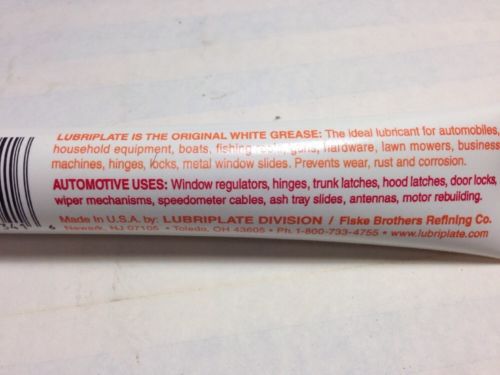 LUBRIPLATE IS THE ORIGINAL WHITE GREASE: The ideal lubricant for automobiles,
household equipment, boats, fishing reels, guns, hardware, lawn mowers, business
machines, hinges, locks, metal window slides. Prevents wear, rust and corrosion.
AUTOMOTIVE USES: Window regulators, hinges, trunk latches, hood latches, door locks,
wiper mechanisms, speedometer cables, ash tray slides, antennas, motor rebuilding.
Made in U.S.A. by: LUBRIPLATE DIVISION / Fiske Brothers Refining Co.
Newark, NJ 07105 • Toledo, OH 43605 • Ph. 1-800-733-4755 • www.lubriplate.com